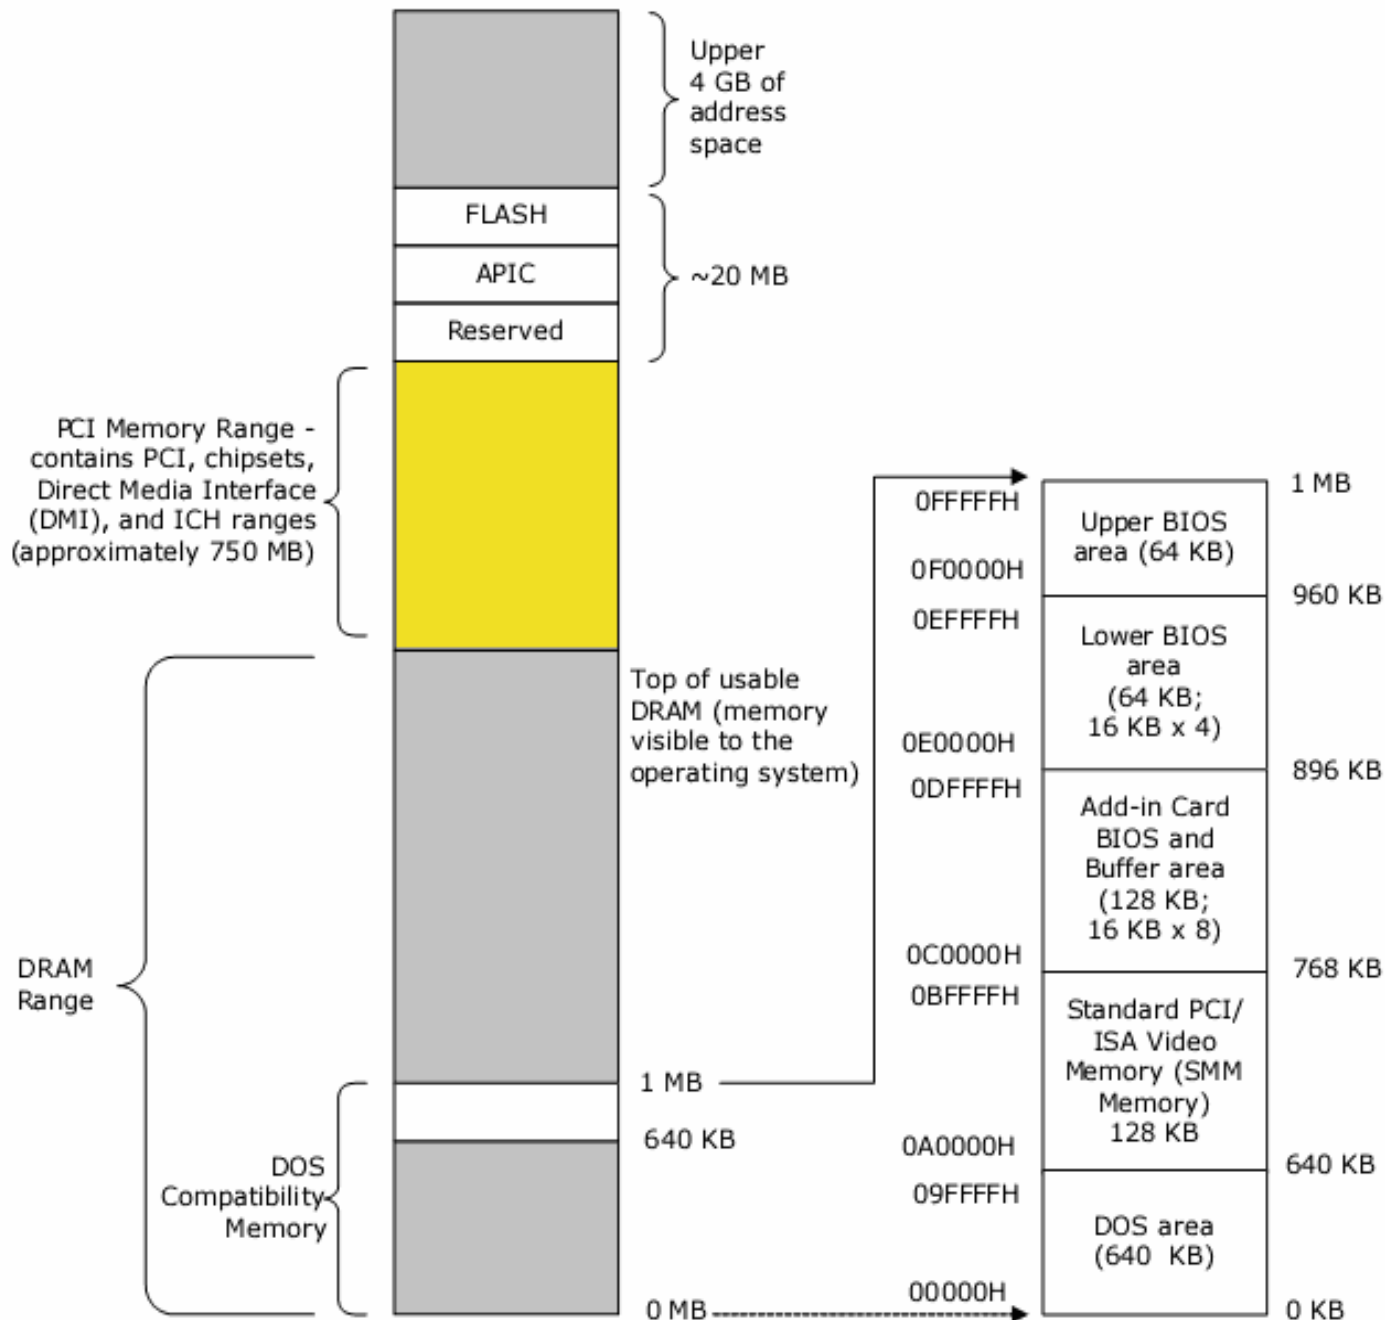 Upper
4 GB of
address
space
FLASH
APIC
~20 MB
Reserved
PCI Memory Range -
contains PCI, chipsets,
Direct Media Interface
(DMI), and ICH ranges
(approximately 750 MB)
Top of usable
DRAM (memory
visible to the
operating system)
DRAM
Range
1 MB
640 KB
DOS
Compatibility
Memory
0 MB
0FFFFFH
1 MB
Upper BIOS
area (64 KB)
0F0000H
960 KB
0EFFFFH
Lower BIOS
area
(64 KB;
16 KB x 4)
0E0000H
896 KB
0DFFFFH
Add-in Card
BIOS and
Buffer area
(128 KB;
16 KB x 8)
0C0000H
768 KB
0BFFFFH
Standard PCI/
ISA Video
Memory (SMM
Memory)
128 KB
0A0000H
640 KB
09FFFFH
DOS area
(640 KB)
00000H
0 KB